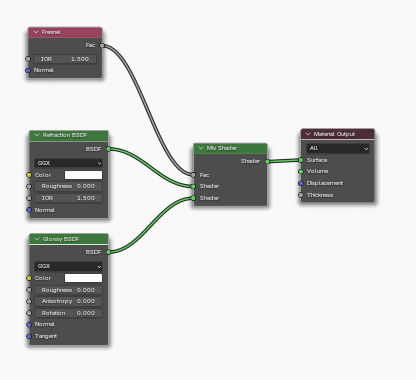 Fresnel
Fac
IOR 1.500
Normal
Refraction BSDF
BSDF
GGX
Color
Roughness 0.000
IOR 1.500
Normal
Glossy BSDF
BSDF
GGX
Color
Roughness 0.000
Anisotropy 0.000
Rotation 0.000
Normal
Tangent
Mix Shader
Shader
Fac
Shader
Shader
Material Output
All
Surface
Volume
Displacement
Thickness